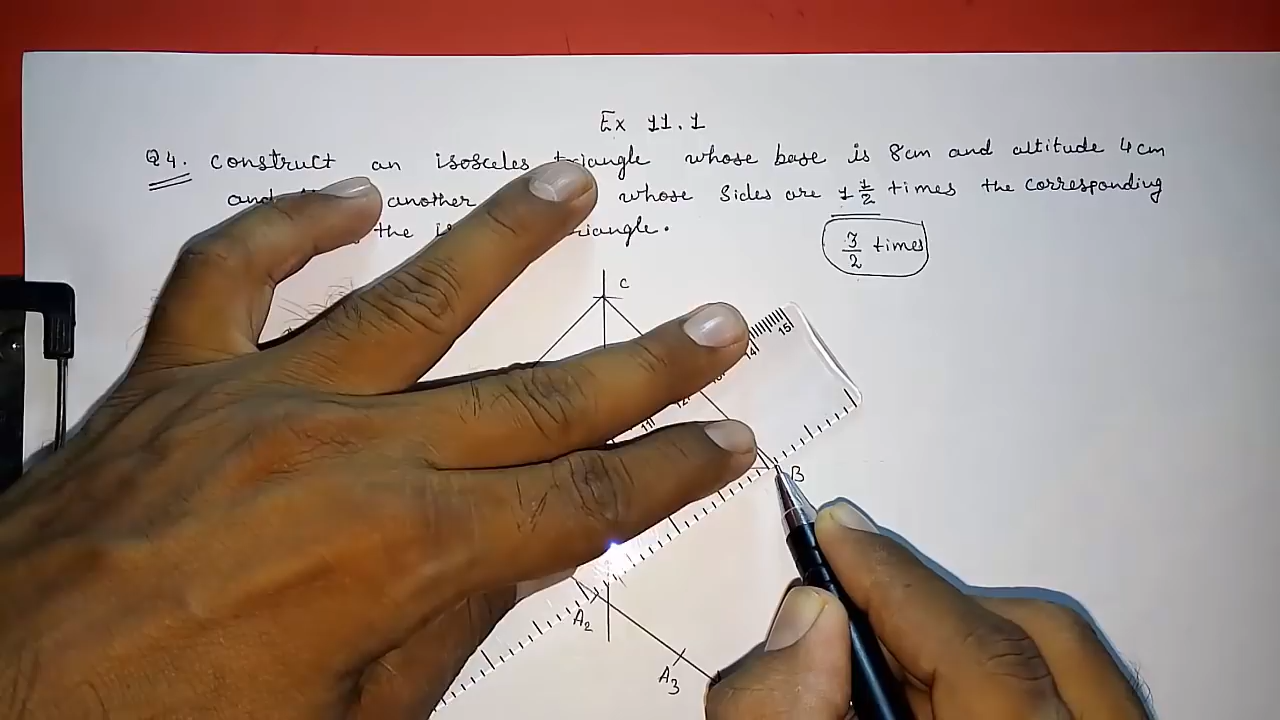 Ex 11.1
Q4. Construct an isosceles triangle whose base is 8cm and altitude 4cm
and another whose sides are 1 1/2 times the corresponding
the triangle.
3/2 times
C
15
14
12
11
B
A2
A3